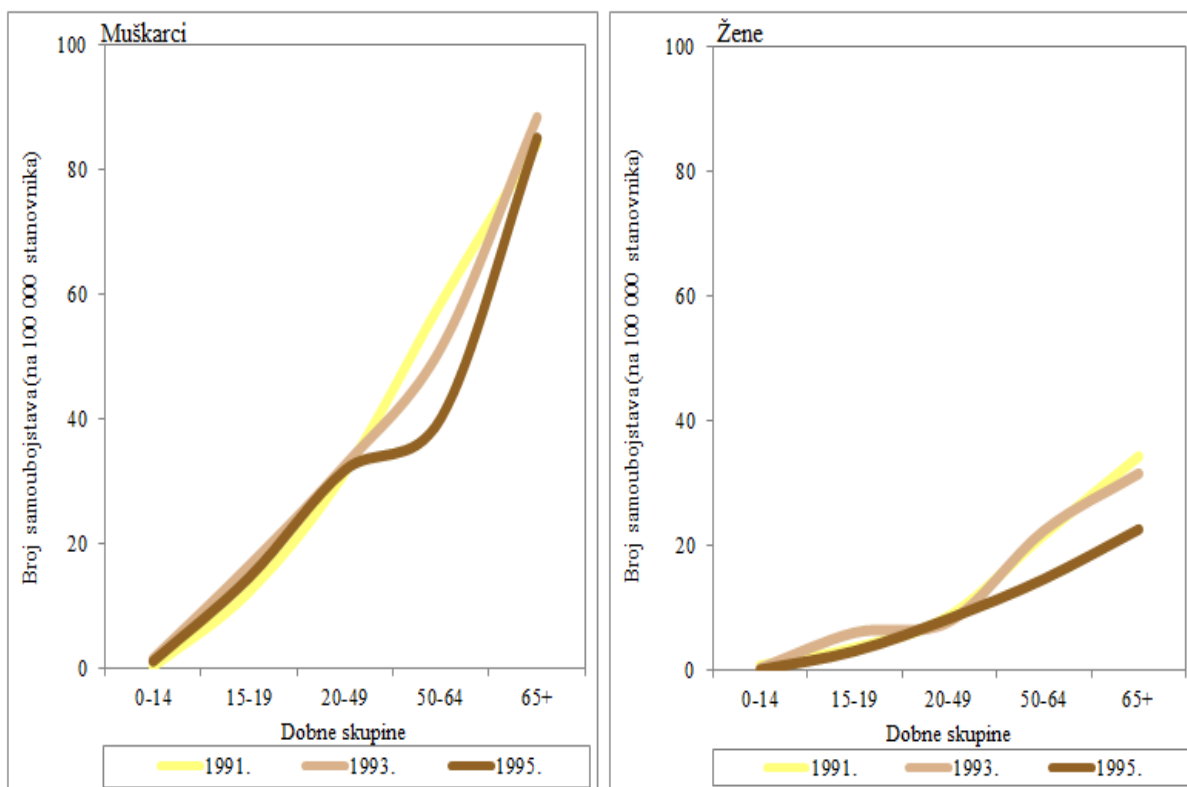 Muškarci
100
80
60
40
20
0
Broj samoubojstava (na 100 000 stanovnika)
0-14 15-19 20-49 50-64 65+
Dobne skupine
1991. 1993. 1995.
Žene
100
80
60
40
20
0
Broj samoubojstava (na 100 000 stanovnika)
0-14 15-19 20-49 50-64 65+
Dobne skupine
1991. 1993. 1995.